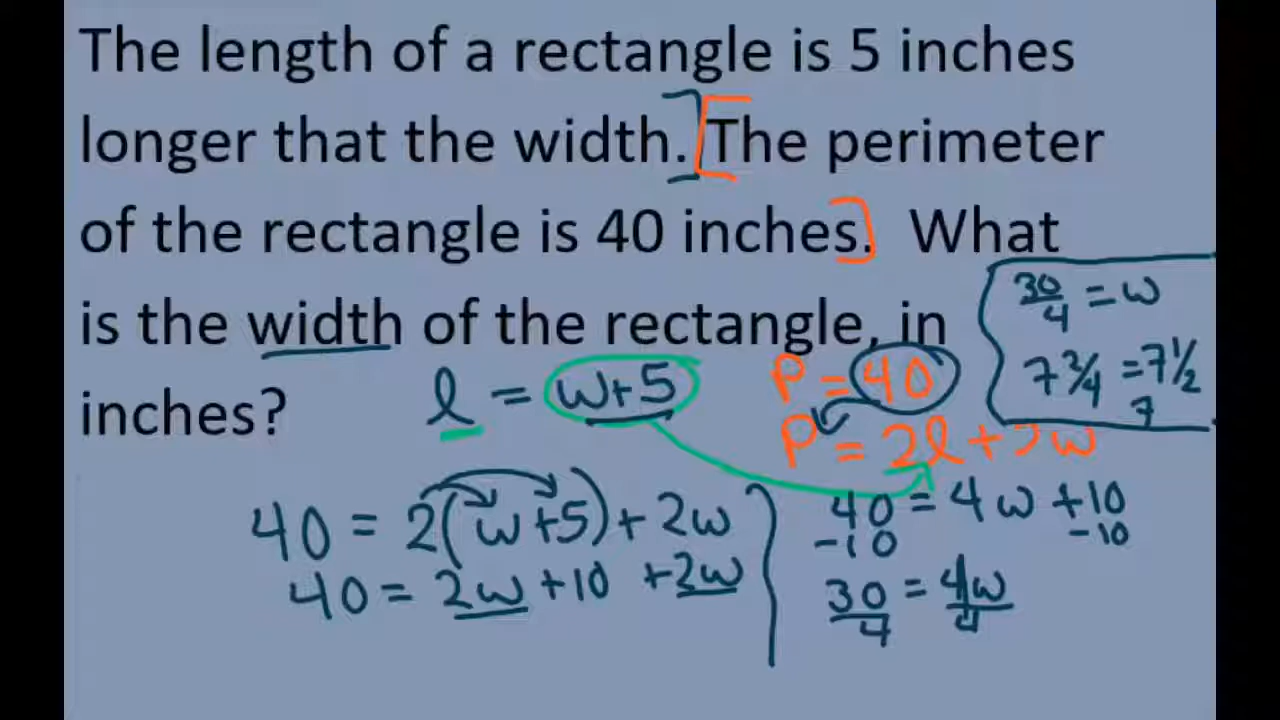 The length of a rectangle is 5 inches
longer that the width. The perimeter
of the rectangle is 40 inches. What
is the width of the rectangle, in
inches?
30/4 = w
7 2/4 = 7 1/2
7
l = w+5
P = 40
P = 2l + 2w
40 = 2(w+5) + 2w
40 = 2w +10 +2w
40 = 4w +10
-10 -10
30/4 = 4w/4